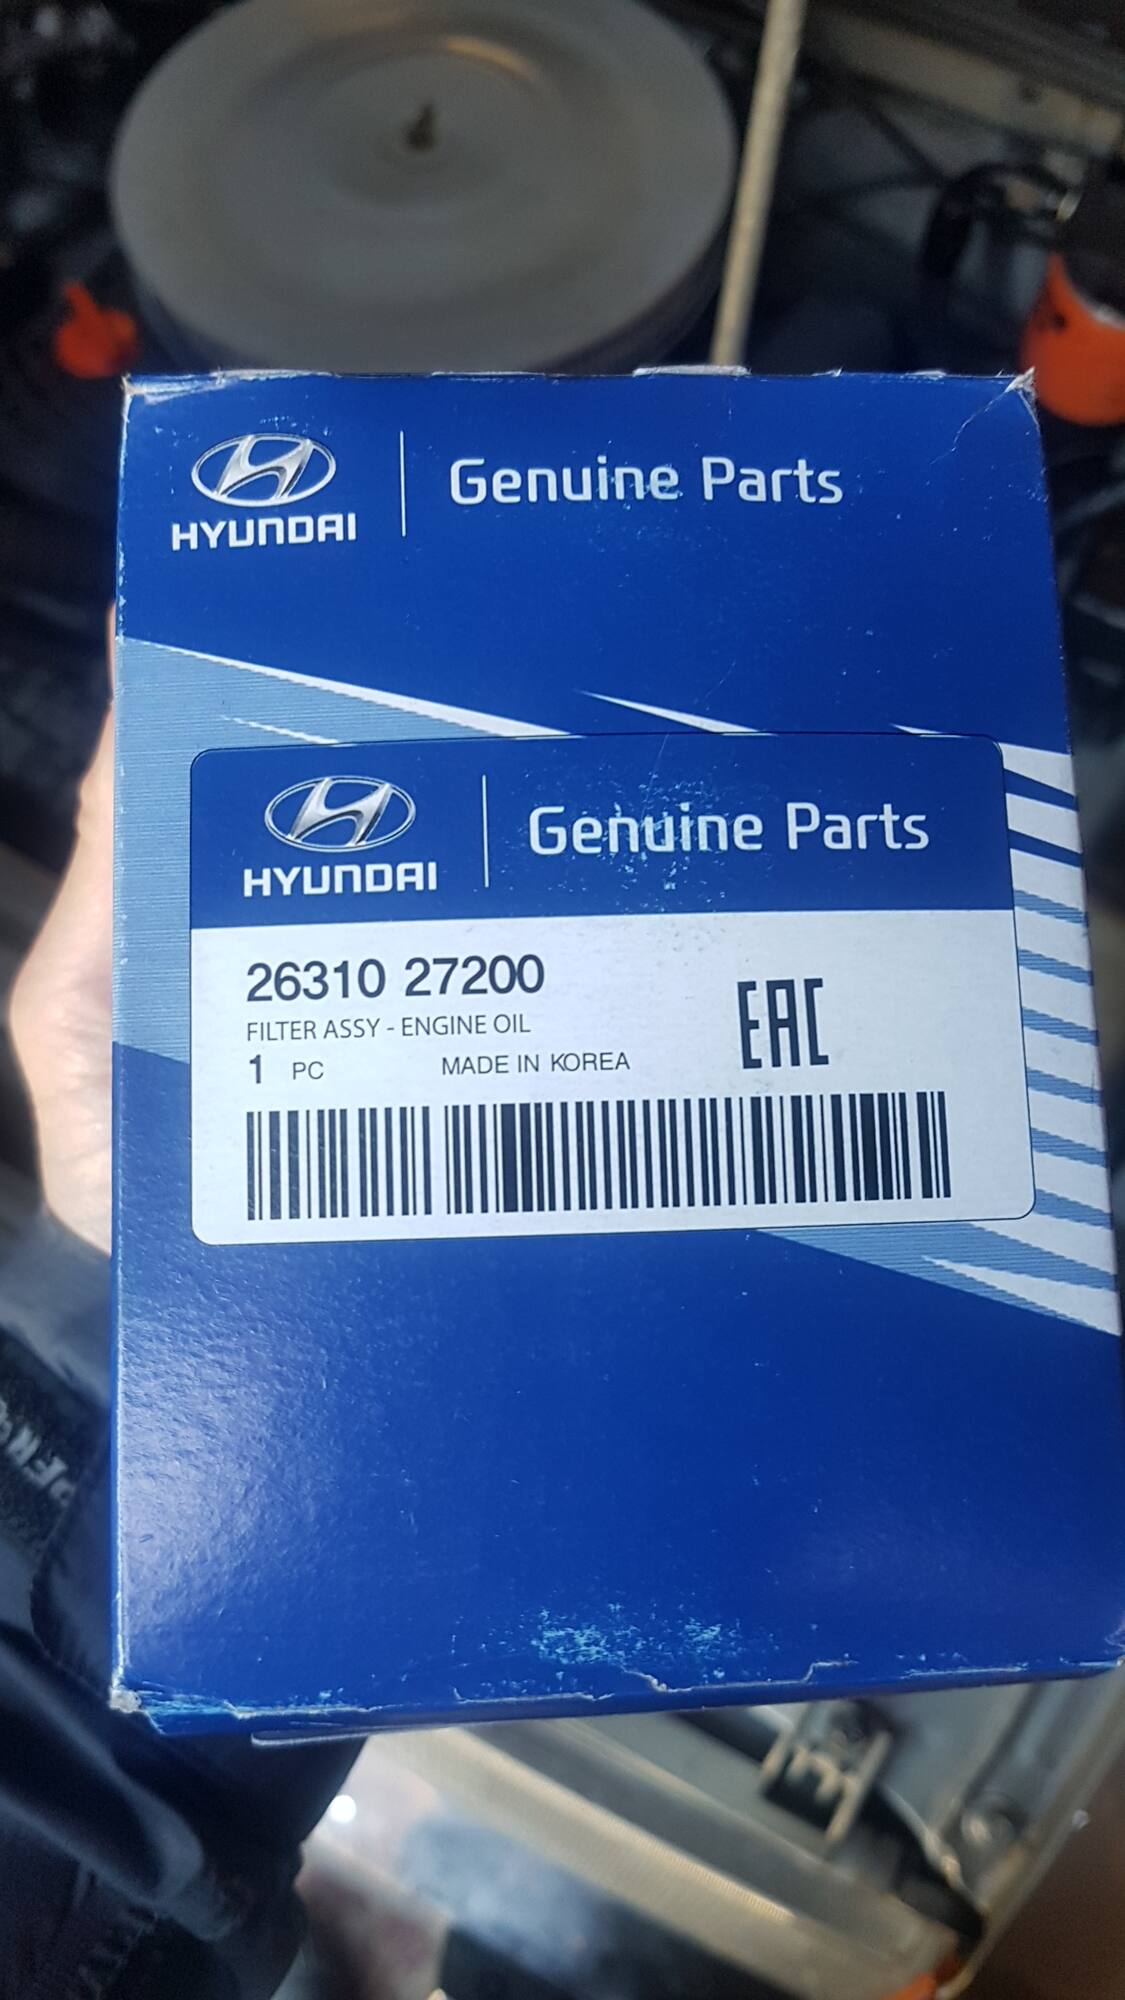 HYUNDAI Genuine Parts
HYUNDAI Genuine Parts
26310 27200
FILTER ASSY - ENGINE OIL
1 PC MADE IN KOREA
EAC